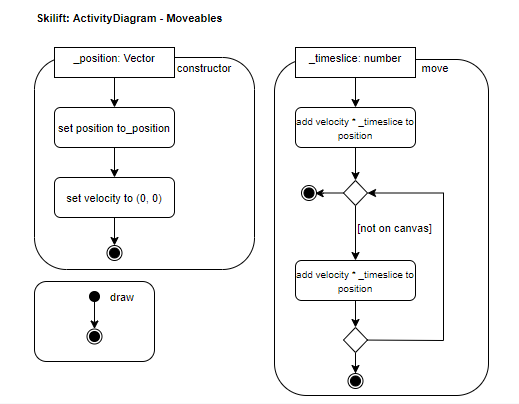 Skilift: ActivityDiagram - Moveables
_position: Vector
constructor
set position to_position
set velocity to (0, 0)
draw
_timeslice: number
move
add velocity * _timeslice to
position
[not on canvas]
add velocity * _timeslice to
position